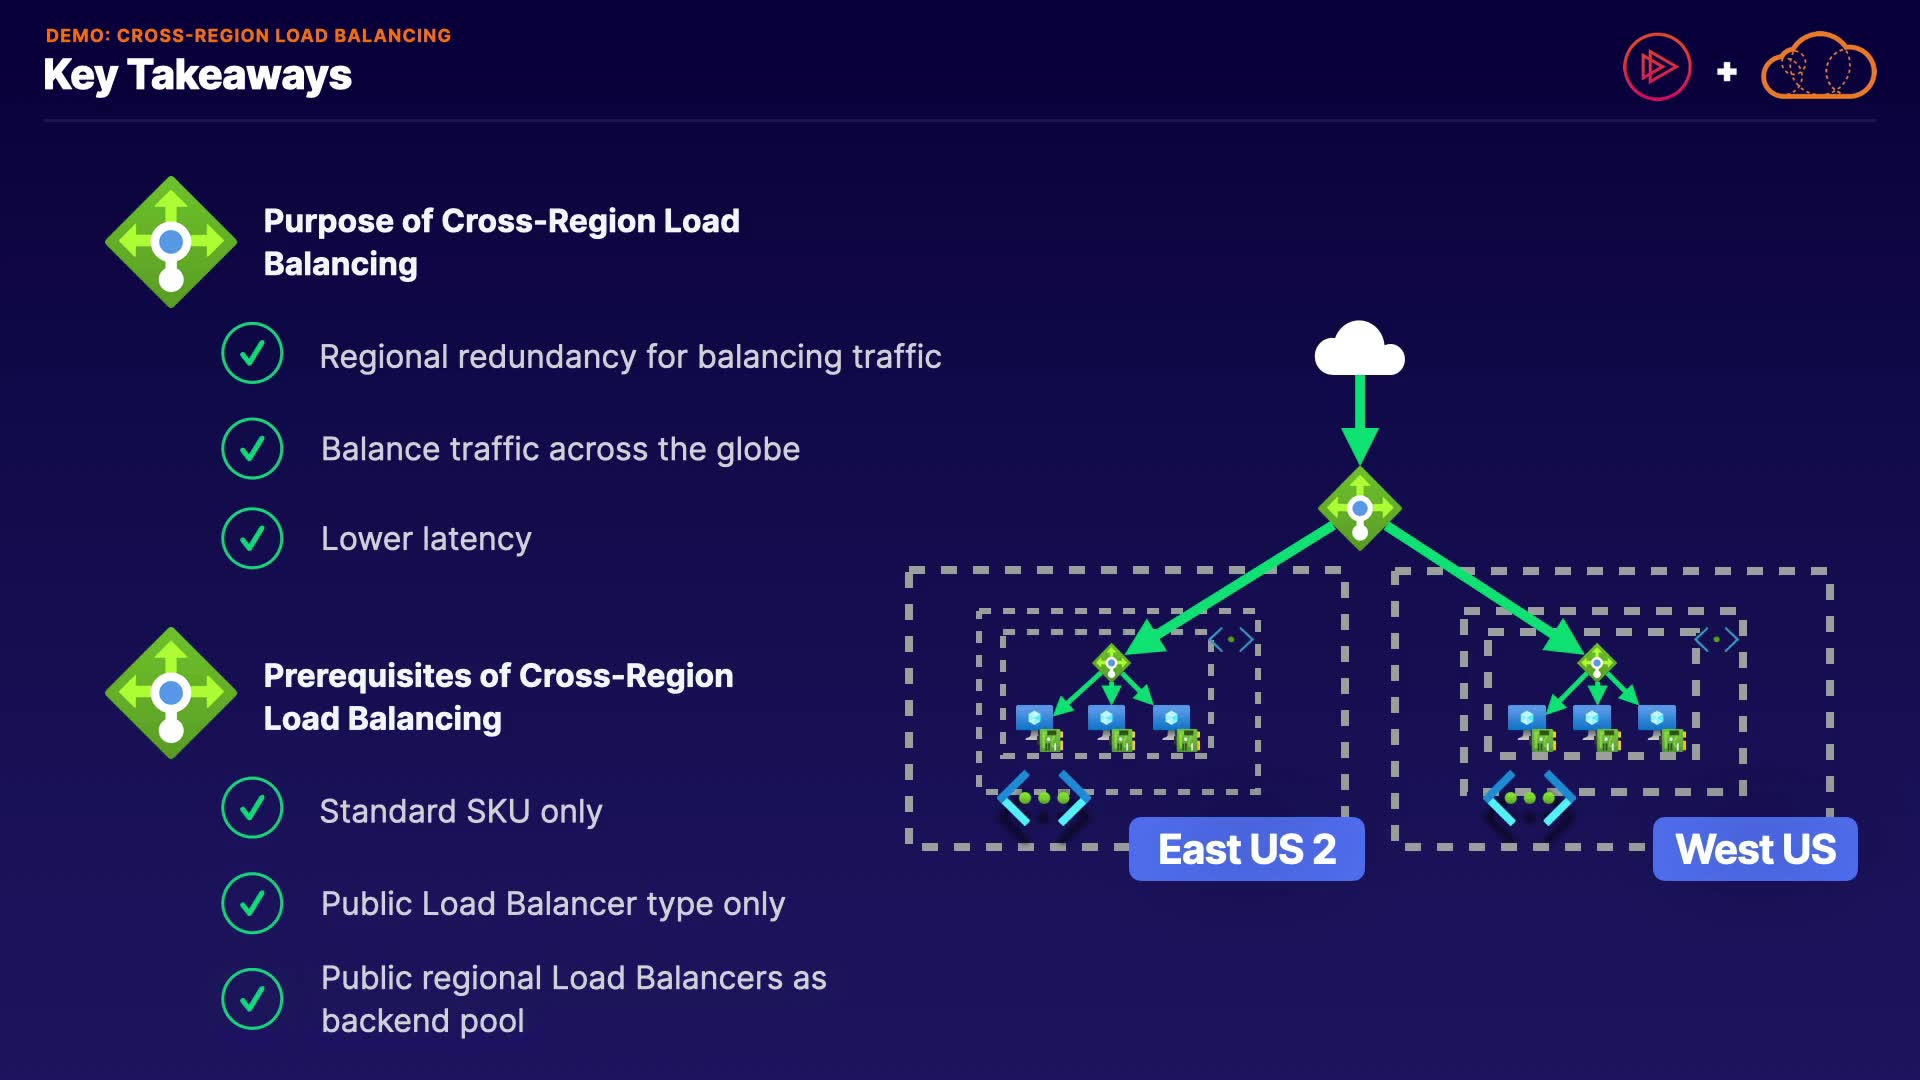 DEMO: CROSS-REGION LOAD BALANCING
Key Takeaways
+
Purpose of Cross-Region Load
Balancing
Regional redundancy for balancing traffic
Balance traffic across the globe
Lower latency
Prerequisites of Cross-Region
Load Balancing
Standard SKU only
Public Load Balancer type only
Public regional Load Balancers as
backend pool
East US 2
West US